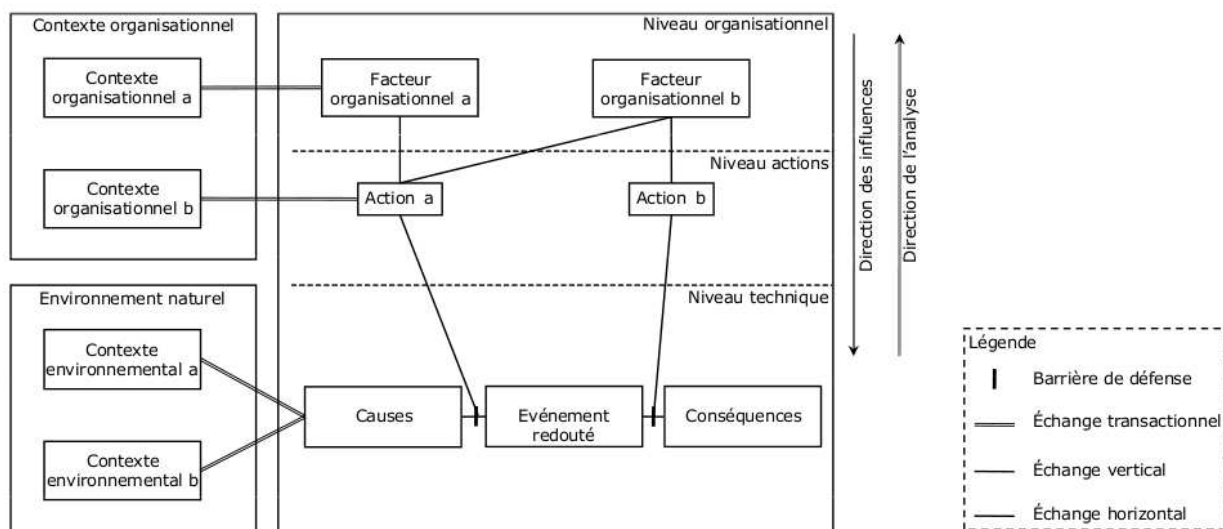 Contexte organisationnel
Contexte
organisationnel a
Contexte
organisationnel b
Environnement naturel
Contexte
environnemental a
Contexte
environnemental b
Niveau organisationnel
Facteur
organisationnel a
Facteur
organisationnel b
Niveau actions
Action a
Action b
Niveau technique
Causes
Evénement
redouté
Conséquences
Direction des influences
Direction de l'analyse
Légende
Barrière de défense
Échange transactionnel
Échange vertical
Échange horizontal